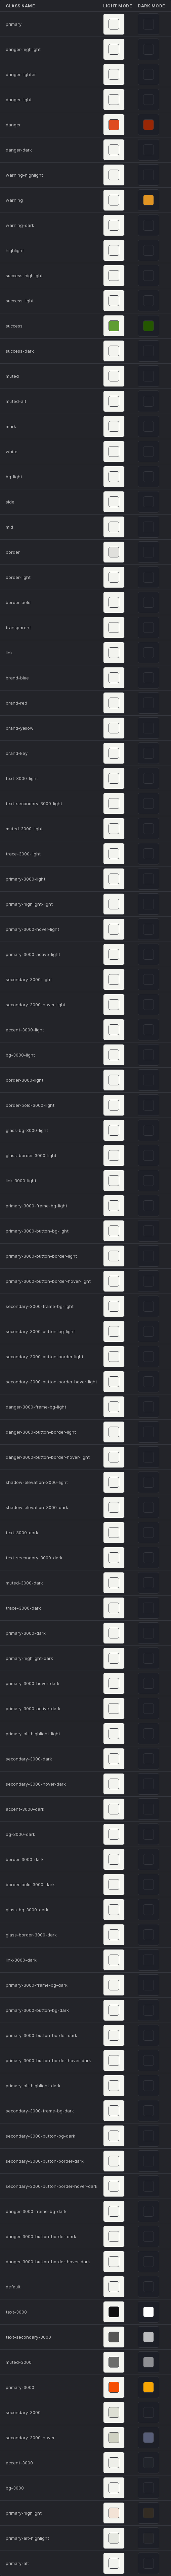 CLASS NAME LIGHT MODE DARK MODE
primary
danger-highlight
danger-lighter
danger-light
danger
danger-dark
warning-highlight
warning
warning-dark
highlight
success-highlight
success-light
success
success-dark
muted
muted-alt
mark
white
bg-light
side
mid
border
border-light
border-bold
transparent
link
brand-blue
brand-red
brand-yellow
brand-key
text-3000-light
text-secondary-3000-light
muted-3000-light
trace-3000-light
primary-3000-light
primary-highlight-light
primary-3000-hover-light
primary-3000-active-light
secondary-3000-light
secondary-3000-hover-light
accent-3000-light
bg-3000-light
border-3000-light
border-bold-3000-light
glass-bg-3000-light
glass-border-3000-light
link-3000-light
primary-3000-frame-bg-light
primary-3000-button-bg-light
primary-3000-button-border-light
primary-3000-button-border-hover-light
secondary-3000-frame-bg-light
secondary-3000-button-bg-light
secondary-3000-button-border-light
secondary-3000-button-border-hover-light
danger-3000-frame-bg-light
danger-3000-button-border-light
danger-3000-button-border-hover-light
shadow-elevation-3000-light
shadow-elevation-3000-dark
text-3000-dark
text-secondary-3000-dark
muted-3000-dark
trace-3000-dark
primary-3000-dark
primary-highlight-dark
primary-3000-hover-dark
primary-3000-active-dark
primary-alt-highlight-light
secondary-3000-dark
secondary-3000-hover-dark
accent-3000-dark
bg-3000-dark
border-3000-dark
border-bold-3000-dark
glass-bg-3000-dark
glass-border-3000-dark
link-3000-dark
primary-3000-frame-bg-dark
primary-3000-button-bg-dark
primary-3000-button-border-dark
primary-3000-button-border-hover-dark
primary-alt-highlight-dark
secondary-3000-frame-bg-dark
secondary-3000-button-bg-dark
secondary-3000-button-border-dark
secondary-3000-button-border-hover-dark
danger-3000-frame-bg-dark
danger-3000-button-border-dark
danger-3000-button-border-hover-dark
default
text-3000
text-secondary-3000
muted-3000
primary-3000
secondary-3000
secondary-3000-hover
accent-3000
bg-3000
primary-highlight
primary-alt-highlight
primary-alt